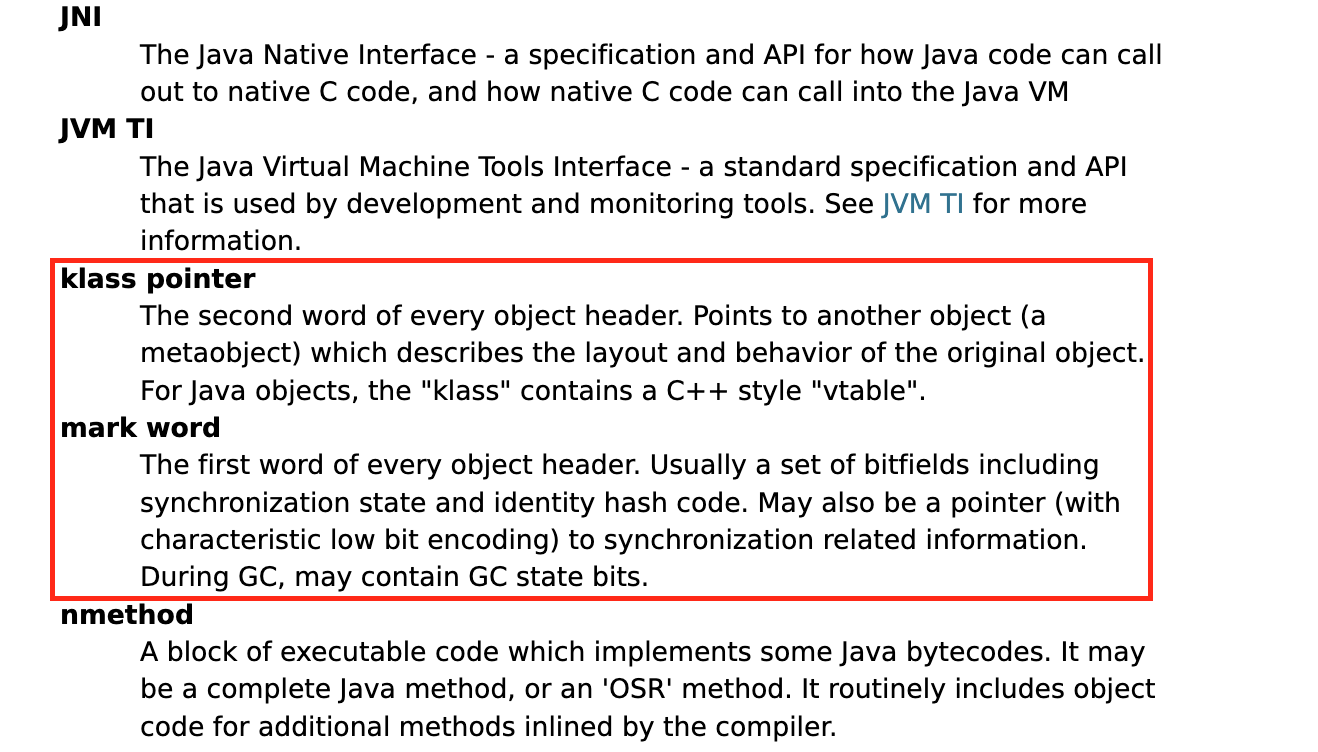 JNI
The Java Native Interface - a specification and API for how Java code can call
out to native C code, and how native C code can call into the Java VM
JVM TI
The Java Virtual Machine Tools Interface - a standard specification and API
that is used by development and monitoring tools. See JVM TI for more
information.
klass pointer
The second word of every object header. Points to another object (a
metaobject) which describes the layout and behavior of the original object.
For Java objects, the "klass" contains a C++ style "vtable".
mark word
The first word of every object header. Usually a set of bitfields including
synchronization state and identity hash code. May also be a pointer (with
characteristic low bit encoding) to synchronization related information.
During GC, may contain GC state bits.
nmethod
A block of executable code which implements some Java bytecodes. It may
be a complete Java method, or an 'OSR' method. It routinely includes object
code for additional methods inlined by the compiler.